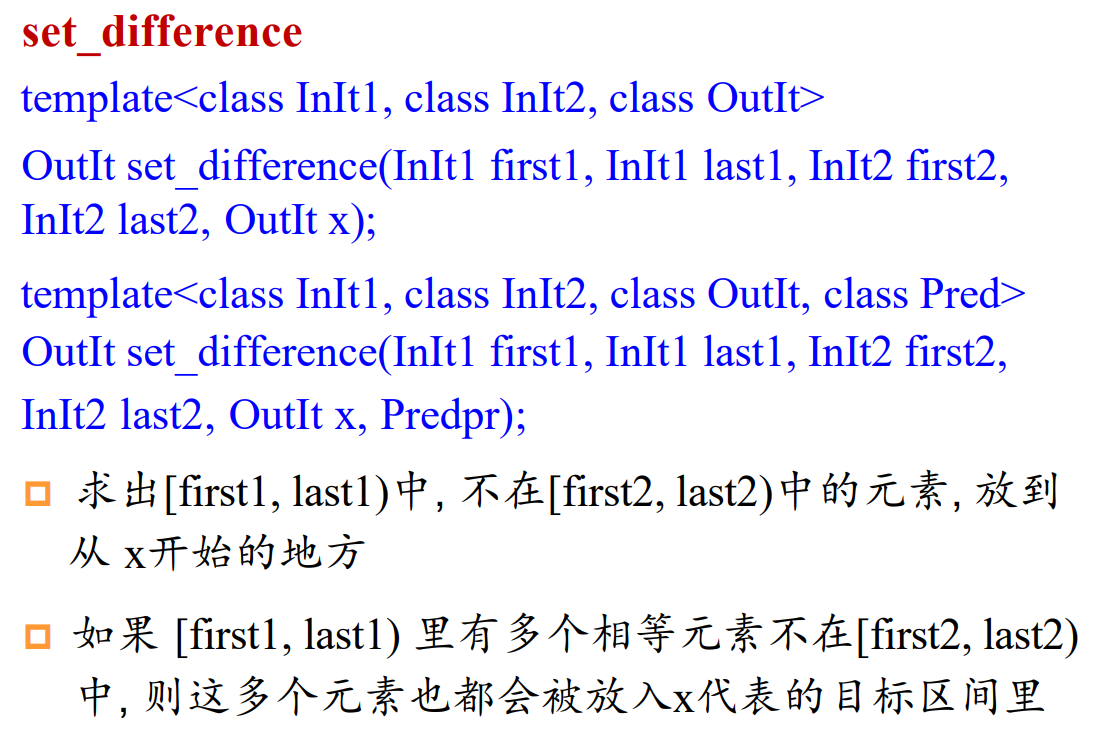 set_difference
template<class InIt1, class InIt2, class OutIt>
OutIt set_difference(InIt1 first1, InIt1 last1, InIt2 first2,
InIt2 last2, OutIt x);
template<class InIt1, class InIt2, class OutIt, class Pred>
OutIt set_difference(InIt1 first1, InIt1 last1, InIt2 first2,
InIt2 last2, OutIt x, Predpr);
求出[first1, last1)中, 不在[first2, last2)中的元素, 放到
从 x开始的地方
如果 [first1, last1) 里有多个相等元素不在[first2, last2)
中, 则这多个元素也都会被放入x代表的目标区间里